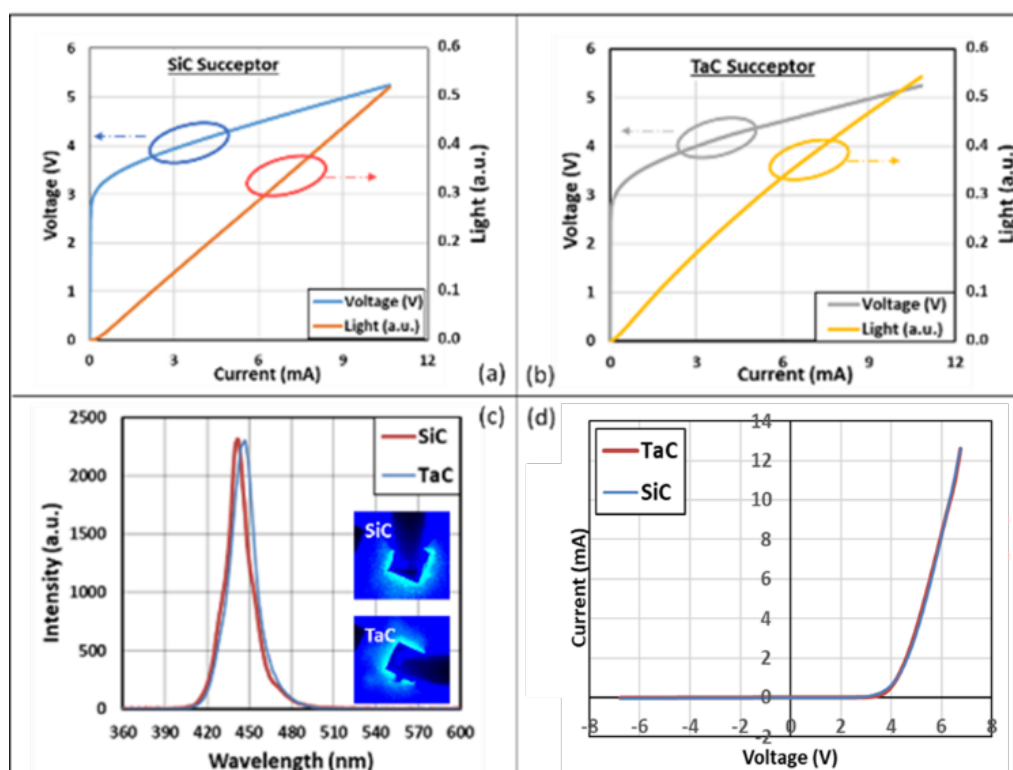 SiC Succeptor
6
5
4
3
2
1
0
Voltage (V)
0.6
0.5
0.4
0.3
0.2
0.1
0.0
Light (a.u.)
Voltage (V)
Light (a.u.)
0 3 6 9 12
Current (mA)
(a)
TaC Succeptor
6
5
4
3
2
1
0
Voltage (V)
0.6
0.5
0.4
0.3
0.2
0.1
0.0
Light (a.u.)
Voltage (V)
Light (a.u.)
0 3 6 9 12
Current (mA)
(b)
(c)
2500
2000
1500
1000
500
0
Intensity (a.u.)
SiC
TaC
SiC
TaC
360 390 420 450 480 510 540 570 600
Wavelength (nm)
(d)
14
12
10
8
6
4
2
0
-2
Current (mA)
TaC
SiC
-8 -6 -4 -2 0 2 4 6 8
Voltage (V)